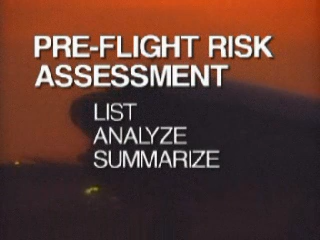 PRE-FLIGHT RISK
ASSESSMENT
LIST
ANALYZE
SUMMARIZE